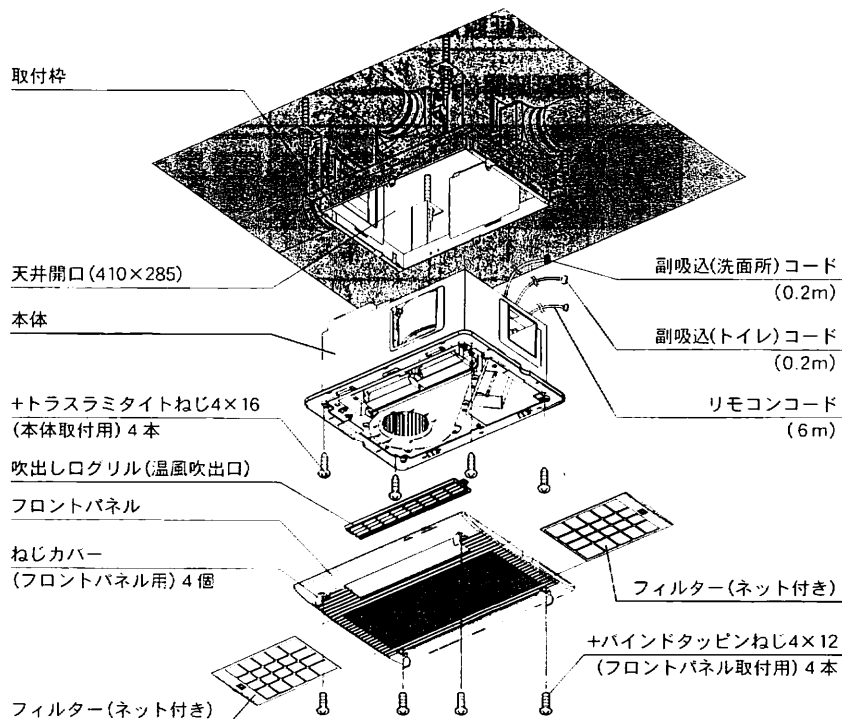 取付枠
天井開口(410×285)
本体
+トラスラミタイトねじ4×16
(本体取付用)4本
吹出し口グリル(温風吹出口)
フロントパネル
ねじカバー
(フロントパネル用)4個
フィルター(ネット付き)
副吸込(洗面所)コード
(0.2m)
副吸込(トイレ)コード
(0.2m)
リモコンコード
(6m)
フィルター(ネット付き)
+バインドタッピンねじ4×12
(フロントパネル取付用)4本